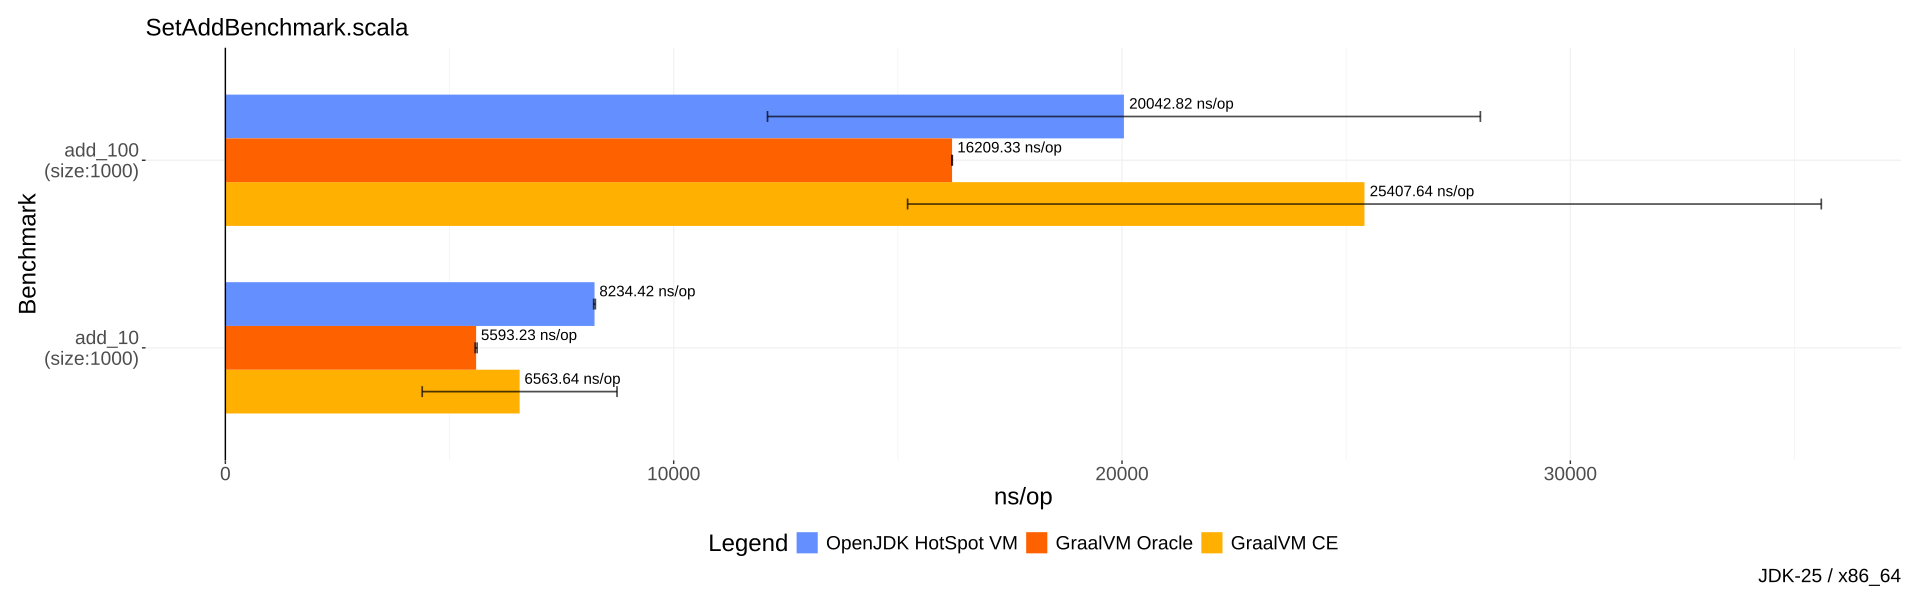 SetAddBenchmark.scala
Benchmark
add_100
(size:1000)
20042.82 ns/op
16209.33 ns/op
25407.64 ns/op
add_10
(size:1000)
8234.42 ns/op
5593.23 ns/op
6563.64 ns/op
0 10000 20000 30000
ns/op
Legend OpenJDK HotSpot VM GraalVM Oracle GraalVM CE
JDK-25 / x86_64